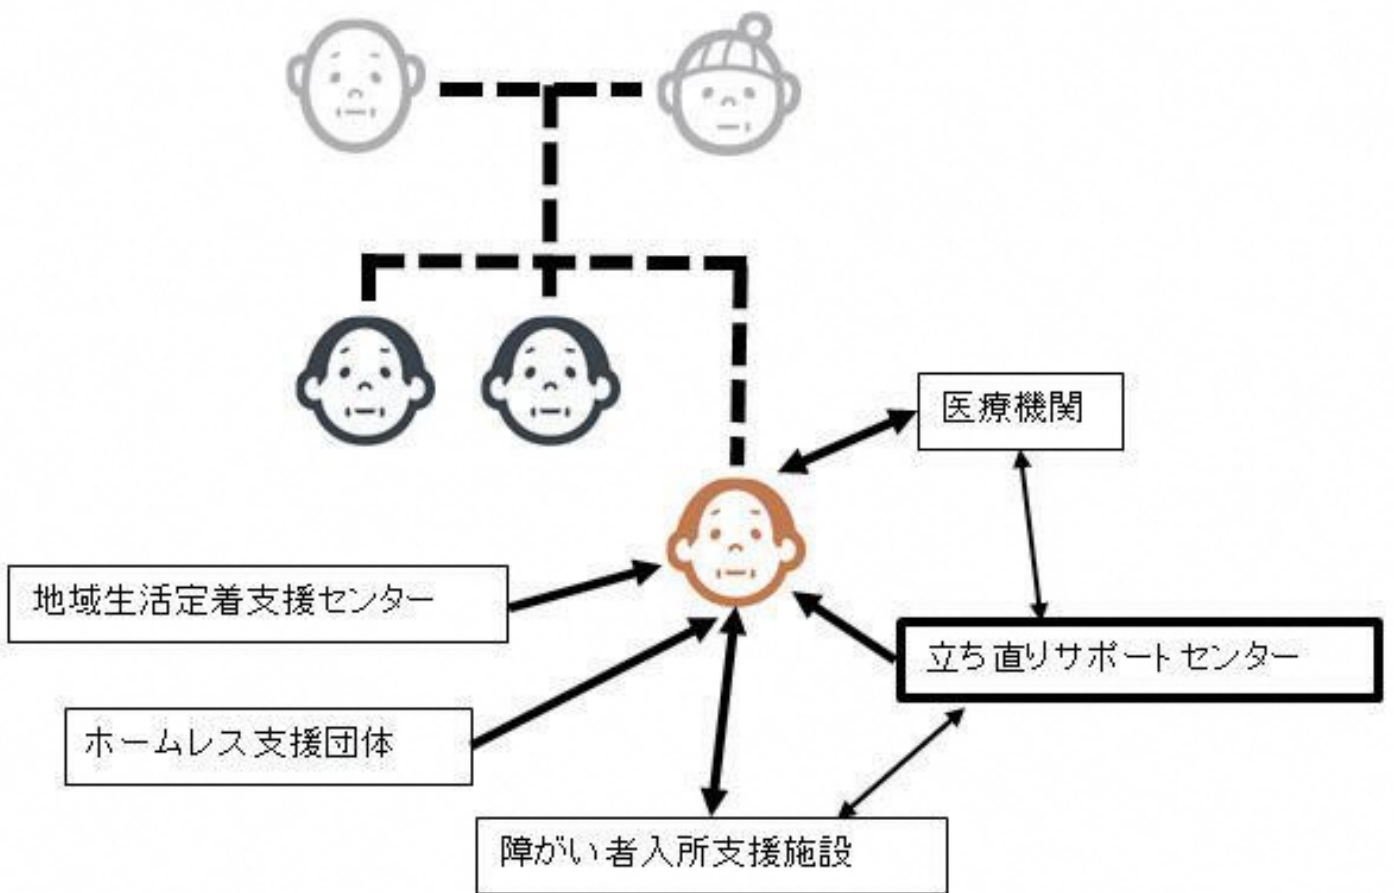 医療機関
地域生活定着支援センター
立ち直りサポートセンター
ホームレス支援団体
障がい者入所支援施設